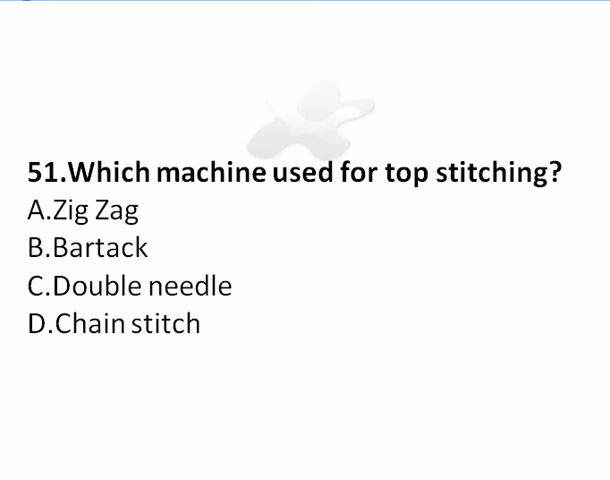 51.Which machine used for top stitching?
A.Zig Zag
B.Bartack
C.Double needle
D.Chain stitch